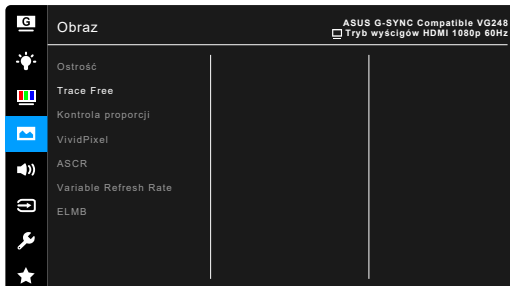 G
Obraz
ASUS G-SYNC Compatible VG248
Tryb wyścigów HDMI 1080p 60Hz
Ostrość
Trace Free
Kontrola proporcji
VividPixel
ASCR
Variable Refresh Rate
ELMB